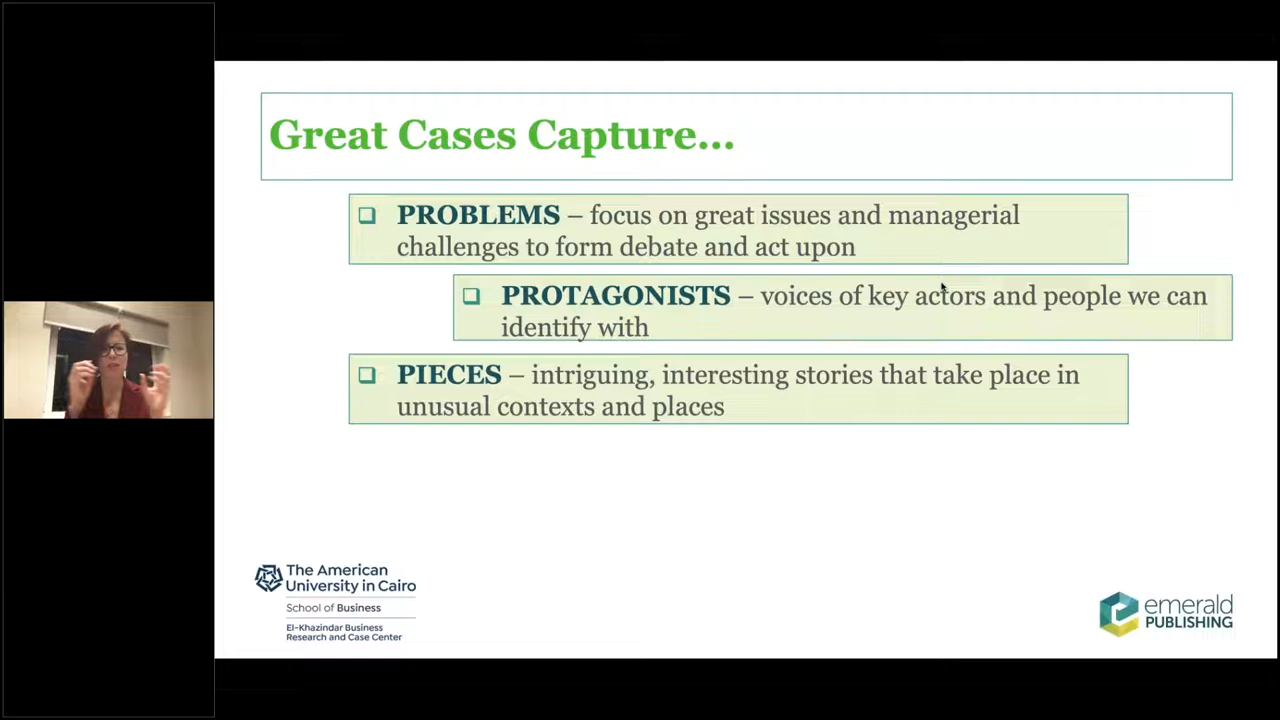 Great Cases Capture...
❑ PROBLEMS – focus on great issues and managerial
challenges to form debate and act upon
❑ PROTAGONISTS – voices of key actors and people we can
identify with
❑ PIECES – intriguing, interesting stories that take place in
unusual contexts and places
The American
University in Cairo
School of Business
El-Khazindar Business
Research and Case Center
emerald
PUBLISHING